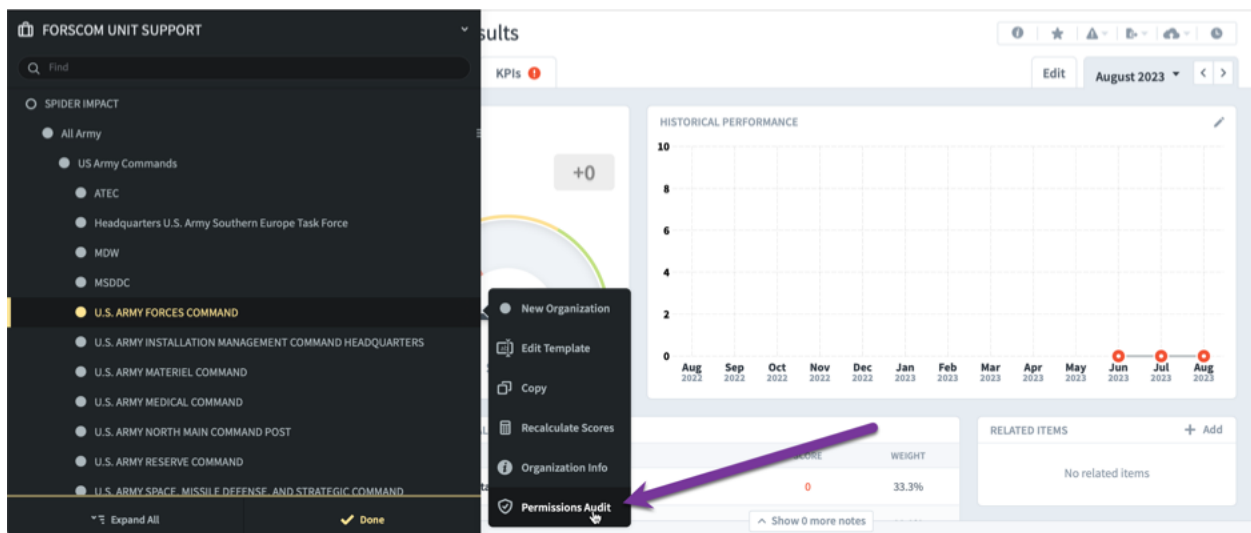 FORSCOM UNIT SUPPORT
Find
SPIDER IMPACT
All Army
US Army Commands
ATEC
Headquarters U.S. Army Southern Europe Task Force
MDW
MSDDC
U.S. ARMY FORCES COMMAND
U.S. ARMY INSTALLATION MANAGEMENT COMMAND HEADQUARTERS
U.S. ARMY MATERIEL COMMAND
U.S. ARMY MEDICAL COMMAND
U.S. ARMY NORTH MAIN COMMAND POST
U.S. ARMY RESERVE COMMAND
U.S. ARMY SPACE, MISSILE DEFENSE, AND STRATEGIC COMMAND
Expand All
Done
New Organization
Edit Template
Copy
Recalculate Scores
Organization Info
Permissions Audit
sults
KPIs
Edit
August 2023
+0
HISTORICAL PERFORMANCE
10
8
6
4
2
0
Aug Sep Oct Nov Dec Jan Feb Mar Apr May Jun Jul Aug
2022 2022 2022 2022 2022 2023 2023 2023 2023 2023 2023 2023 2023
WEIGHT
0 33.3%
Show 0 more notes
RELATED ITEMS
+ Add
No related items